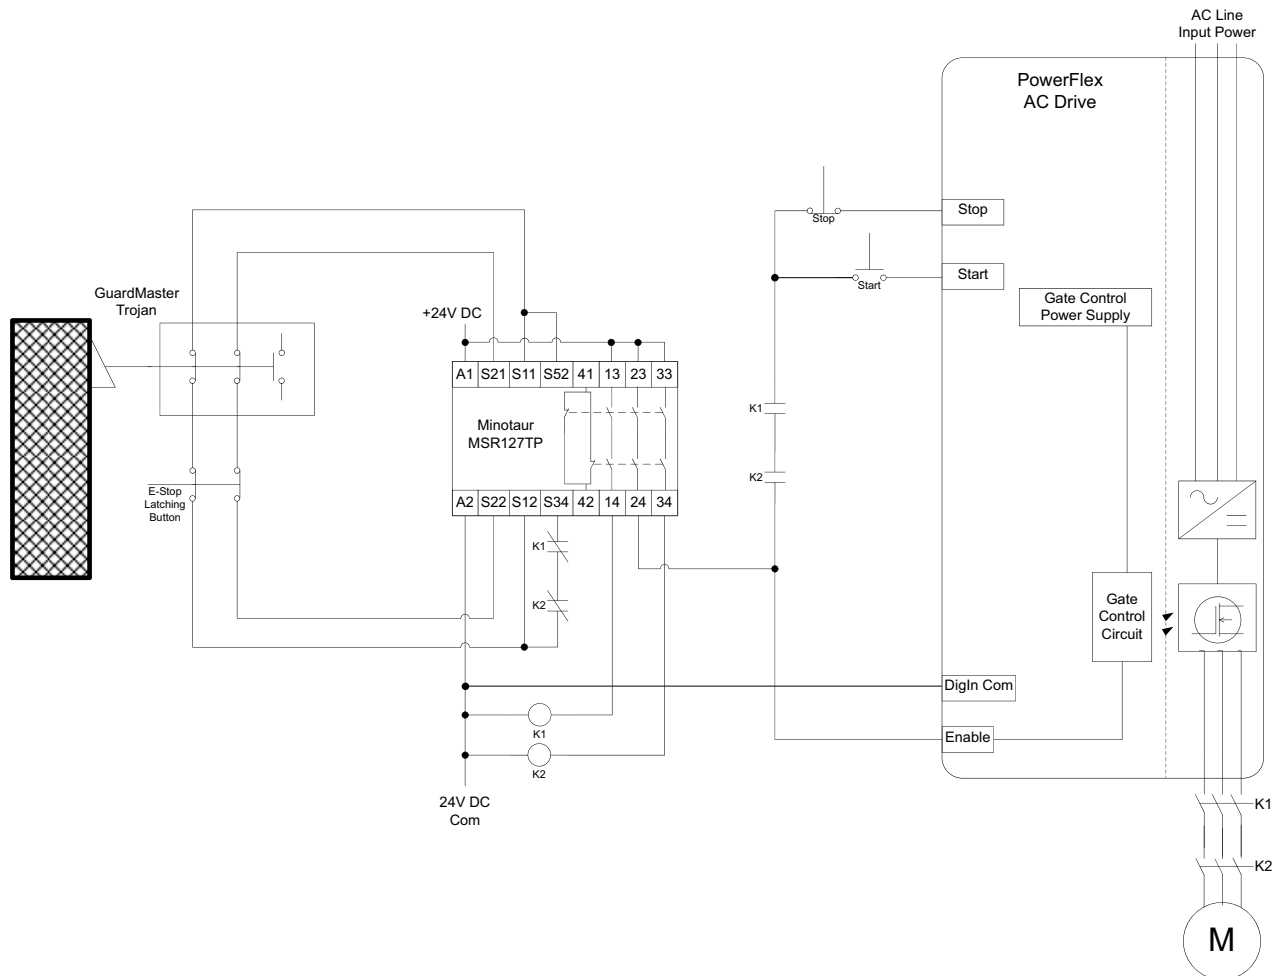 AC Line
Input Power
PowerFlex
AC Drive
Stop
Stop
Start
Start
GuardMaster
Trojan
+24V DC
Gate Control
Power Supply
A1 S21 S11 S52 41 13 23 33
Minotaur
MSR127TP
K1
K2
E-Stop
Latching
Button
A2 S22 S12 S34 42 14 24 34
K1
K2
Gate
Control
Circuit
DigIn Com
Enable
K1
K2
24V DC
Com
K1
K2
M